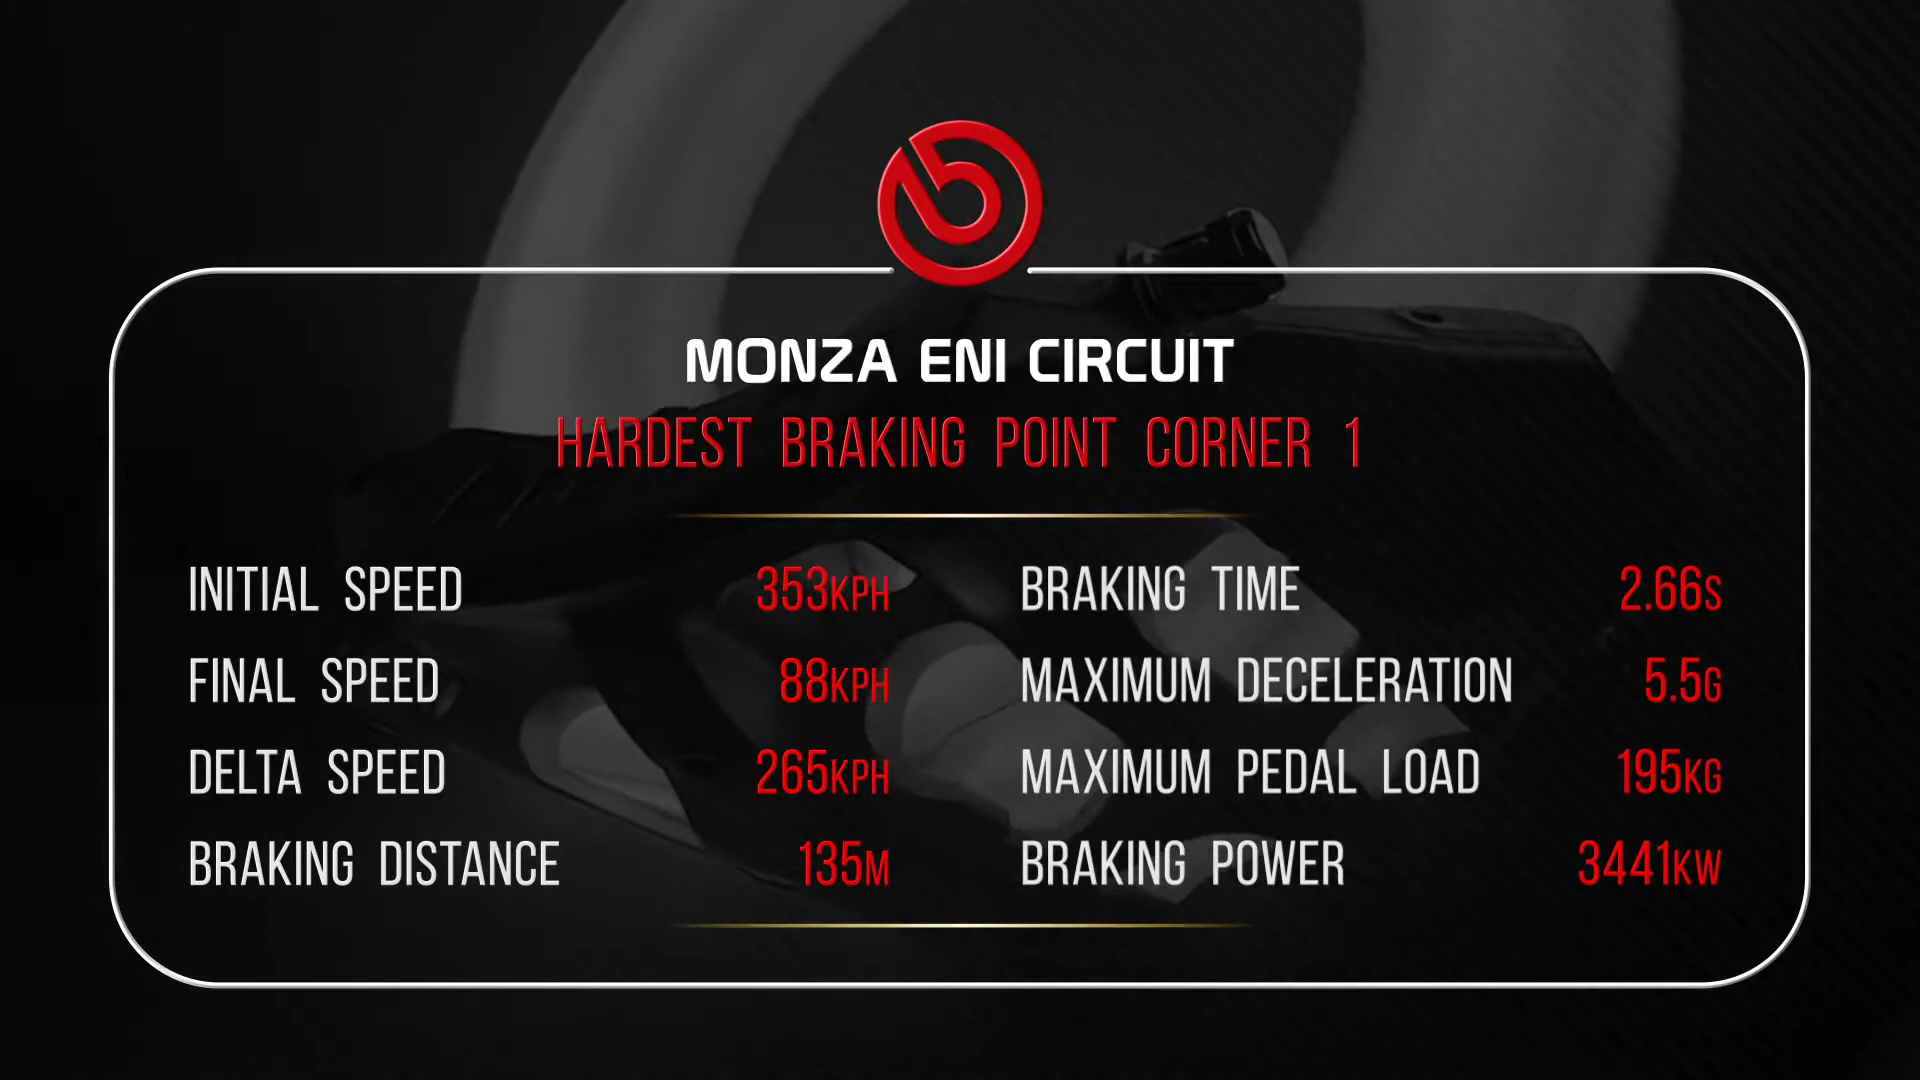 MONZA ENI CIRCUIT
HARDEST BRAKING POINT CORNER 1
INITIAL SPEED 353KPH
FINAL SPEED 88KPH
DELTA SPEED 265KPH
BRAKING DISTANCE 135M
BRAKING TIME 2.66S
MAXIMUM DECELERATION 5.5G
MAXIMUM PEDAL LOAD 195KG
BRAKING POWER 3441KW